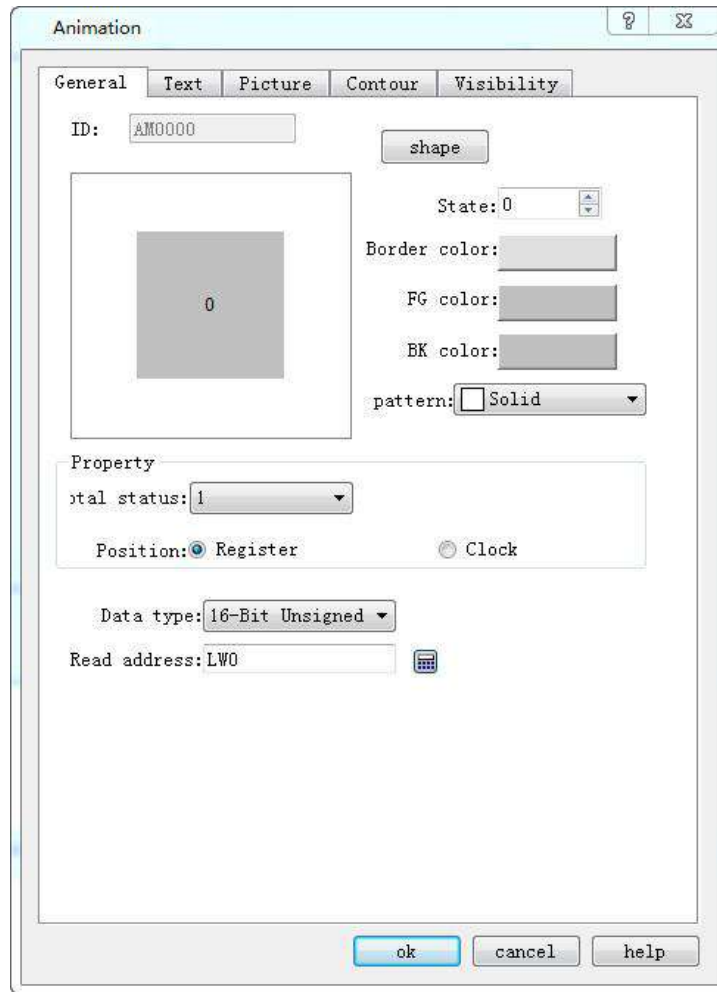 Animation
General Text Picture Contour Visibility
ID: AM0000
shape
State: 0
0
Border color:
FG color:
BK color:
pattern: Solid
Property
otal status: 1
Position: Register Clock
Data type: 16-Bit Unsigned
Read address: LW0
ok cancel help